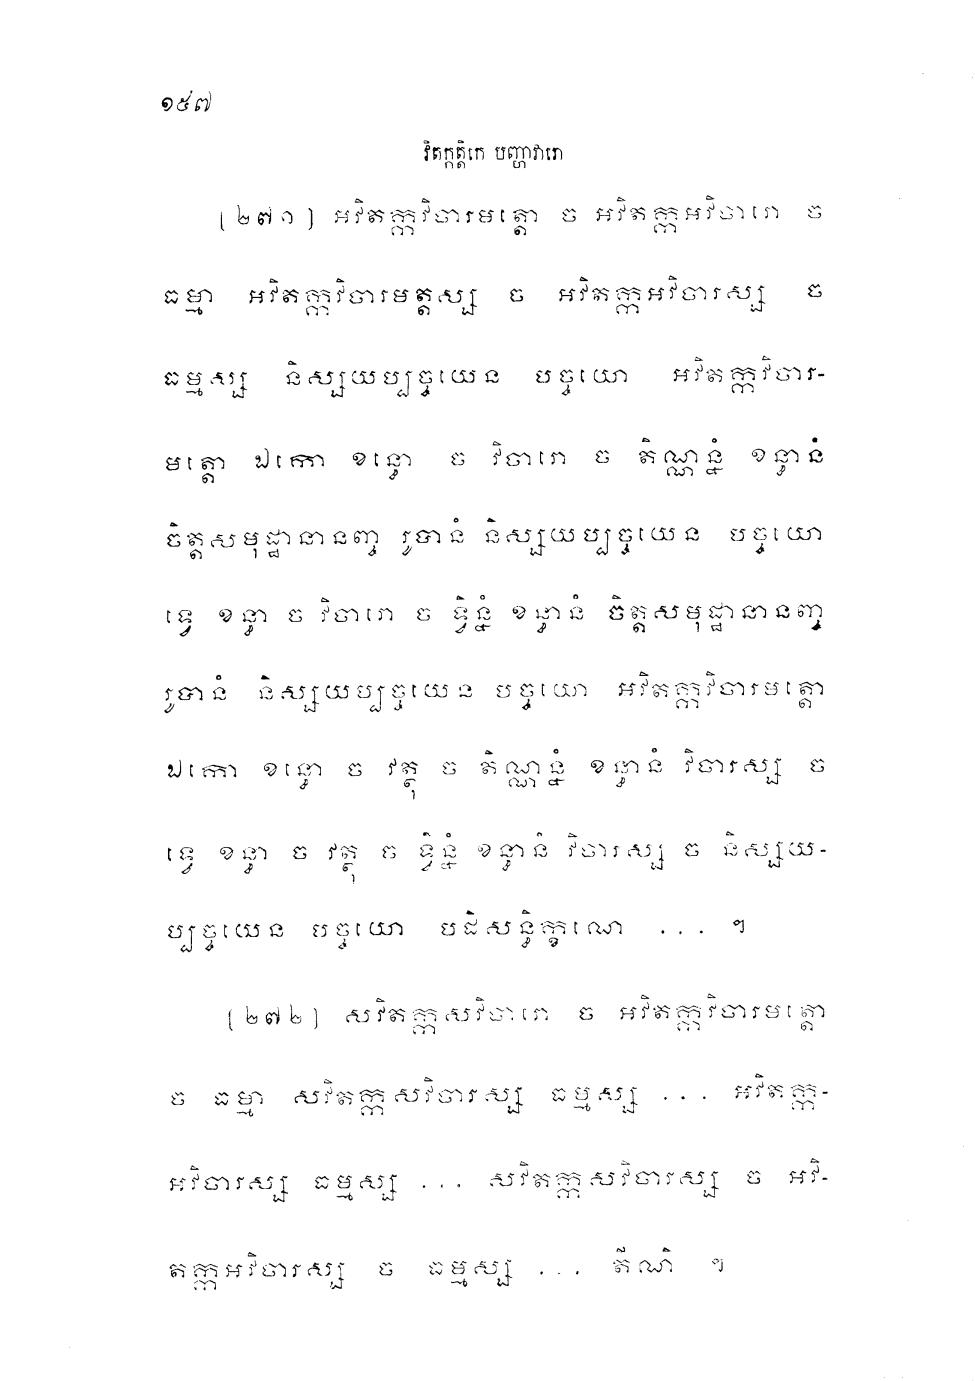 ១៥៧
វិតក្កត្តិកេ បញ្ហាវារោ
(២៧១) អវិតក្កវិចារមត្តោ ច អវិតក្កអវិចារោ ច
ធម្មា អវិតក្កវិចារមត្តស្ស ច អវិតក្កអវិចារស្ស ច
ធម្មស្ស និស្សយប្បច្ចយេន បច្ចយោ អវិតក្កវិចារ-
មត្តោ ឯកោ ខន្ធោ ច វិចារោ ច តិណ្ណន្នំ ខន្ធានំ
ចិត្តសមុដ្ឋានានញ្ច រូបានំ និស្សយប្បច្ចយេន បច្ចយោ
ទ្វេ ខន្ធា ច វិចារោ ច ទ្វិន្នំ ខន្ធានំ ចិត្តសមុដ្ឋានានញ្ច
រូបានំ និស្សយប្បច្ចយេន បច្ចយោ អវិតក្កវិចារមត្តោ
ឯកោ ខន្ធោ ច វត្ថុ ច តិណ្ណន្នំ ខន្ធានំ វិចារស្ស ច
ទ្វេ ខន្ធា ច វត្ថុ ច ទ្វិន្នំ ខន្ធានំ វិចារស្ស ច និស្សយ-
ប្បច្ចយេន បច្ចយោ បដិសន្ធិក្ខណេ ... ។
(២៧២) សវិតក្កសវិចារោ ច អវិតក្កវិចារមត្តោ
ច ធម្មា សវិតក្កសវិចារស្ស ធម្មស្ស ... អវិតក្ក-
អវិចារស្ស ធម្មស្ស ... សវិតក្កសវិចារស្ស ច អវិ-
តក្កអវិចារស្ស ច ធម្មស្ស ... តីណិ ។